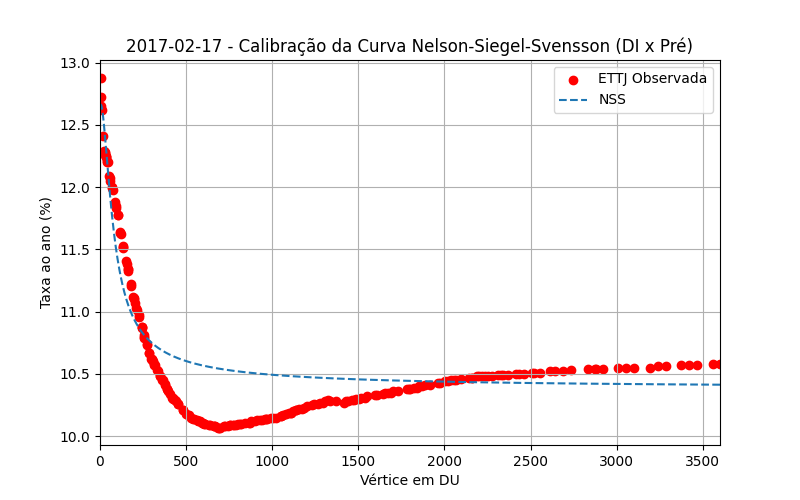 2017-02-17 - Calibração da Curva Nelson-Siegel-Svensson (DI x Pré)
ETTJ Observada
NSS
Taxa ao ano (%)
13.0
12.5
12.0
11.5
11.0
10.5
10.0
0 500 1000 1500 2000 2500 3000 3500
Vértice em DU